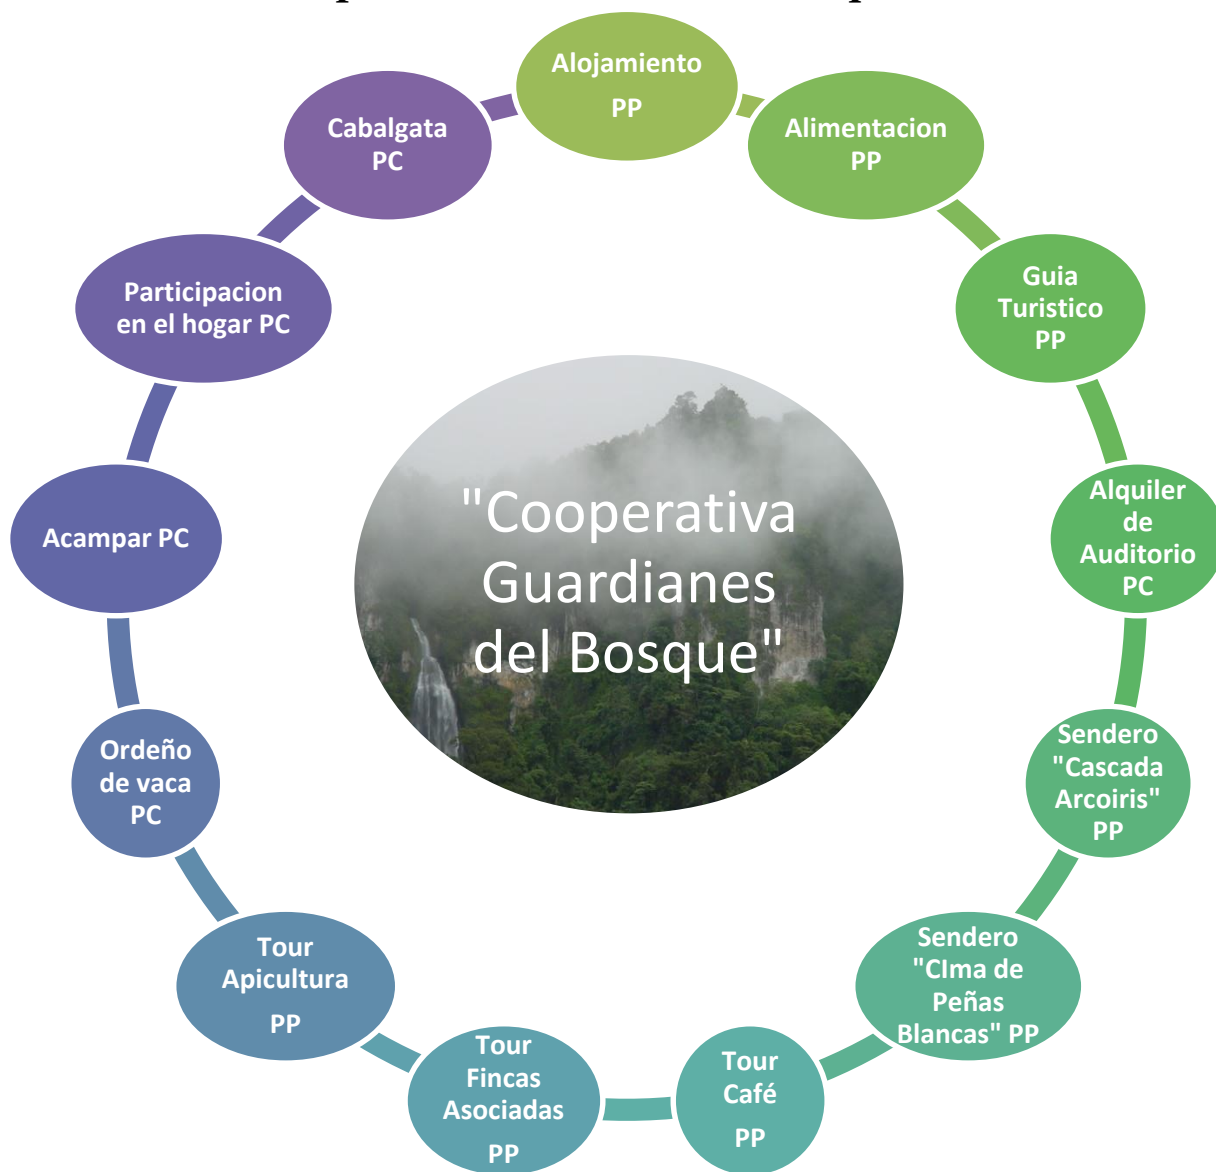 Alojamiento
PP
Alimentacion
PP
Guia
Turistico
PP
Alquiler
de
Auditorio
PC
Sendero
"Cascada
Arcoiris"
PP
Sendero
"CIma de
Peñas
Blancas" PP
Tour
Café
PP
Tour
Fincas
Asociadas
PP
Tour
Apicultura
PP
Ordeño
de vaca
PC
Acampar PC
Participacion
en el hogar PC
Cabalgata
PC
"Cooperativa
Guardianes
del Bosque"